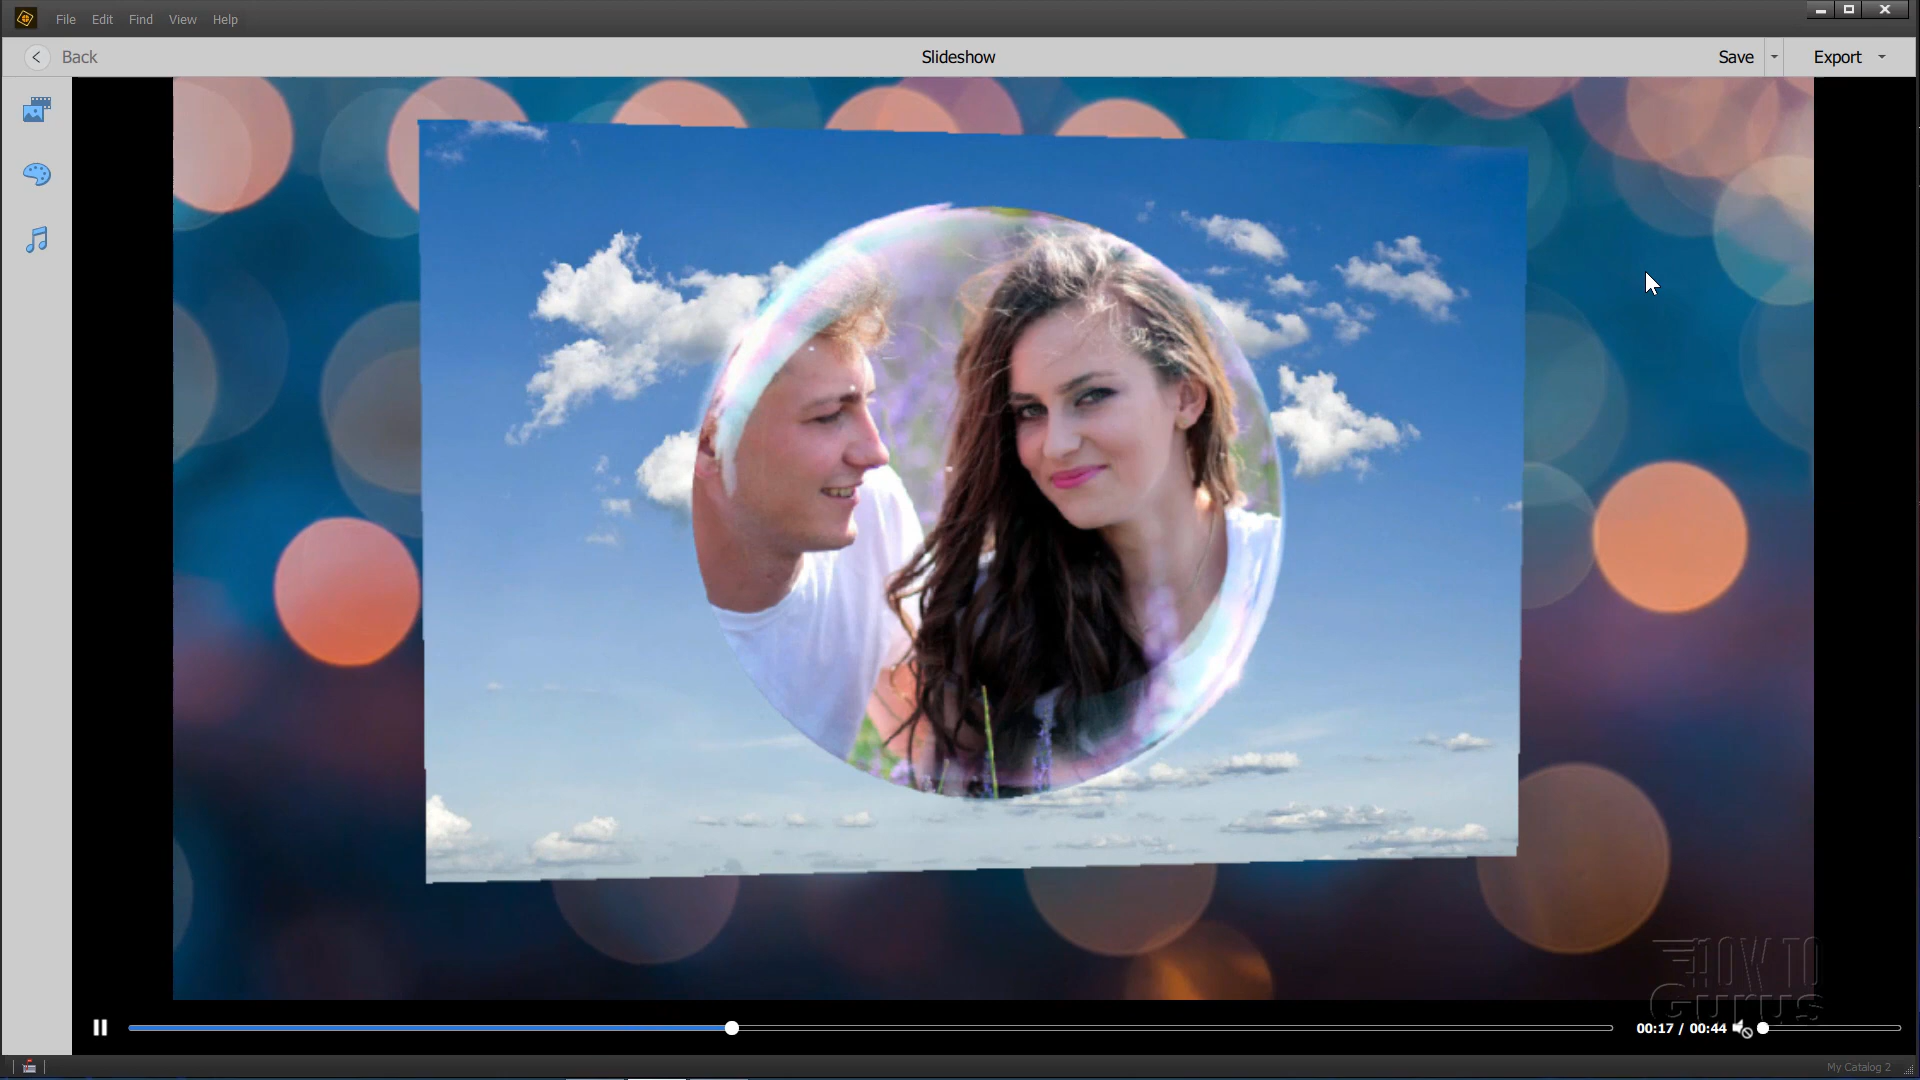 File Edit Find View Help
Back Slideshow Save Export
HOW TO
Gurus
00:17 / 00:44
My Catalog 2